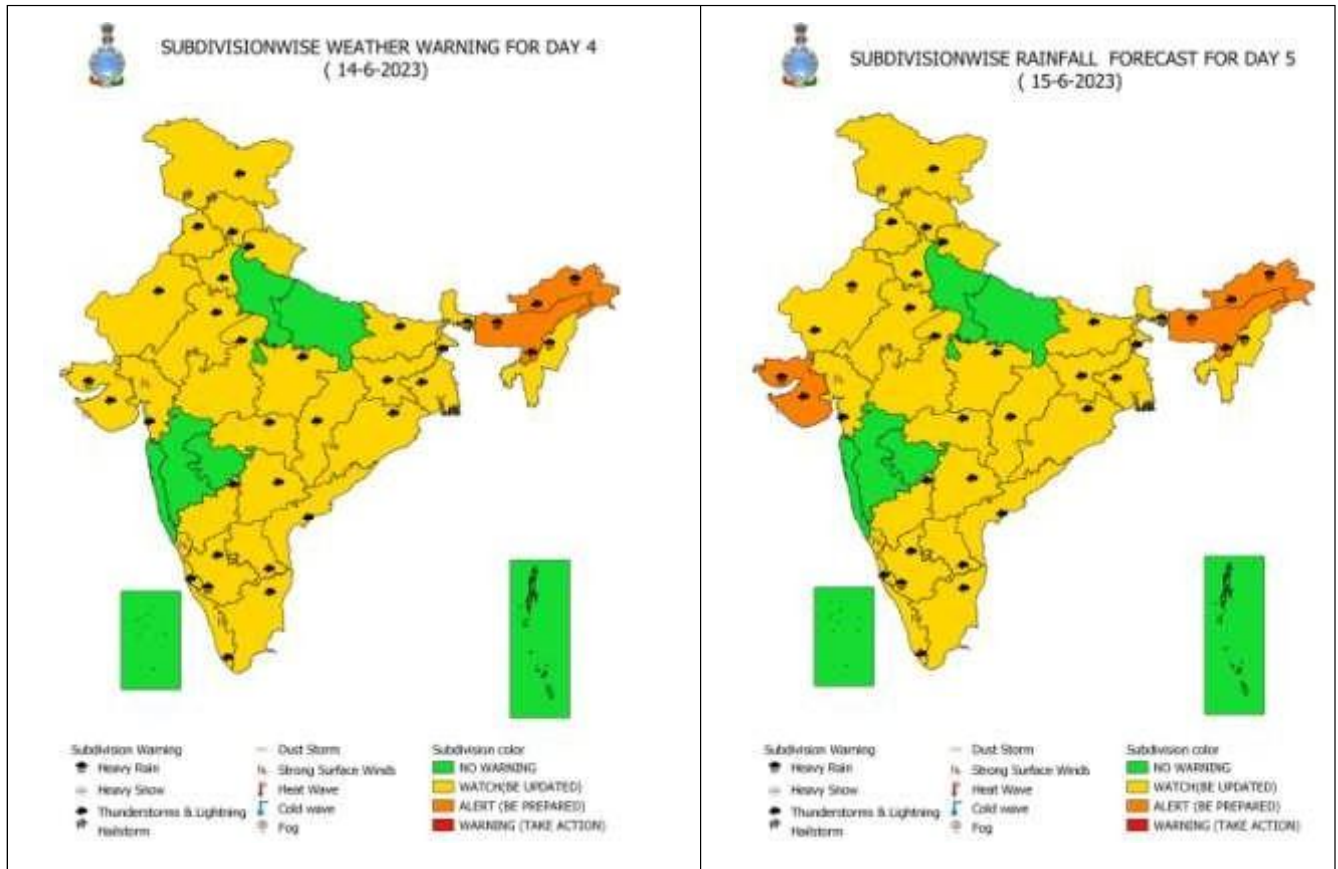 SUBDIVISIONWISE WEATHER WARNING FOR DAY 4
( 14-6-2023)
Subdivision Warning
Heavy Rain
Heavy Snow
Thunderstorms & Lightning
Hailstorm
Dust Storm
Strong Surface Winds
Heat Wave
Cold wave
Fog
Subdivision color
NO WARNING
WATCH(BE UPDATED)
ALERT (BE PREPARED)
WARNING (TAKE ACTION)
SUBDIVISIONWISE RAINFALL FORECAST FOR DAY 5
( 15-6-2023)
Subdivision Warning
Heavy Rain
Heavy Snow
Thunderstorms & Lightning
Hailstorm
Dust Storm
Strong Surface Winds
Heat Wave
Cold wave
Fog
Subdivision color
NO WARNING
WATCH(BE UPDATED)
ALERT (BE PREPARED)
WARNING (TAKE ACTION)